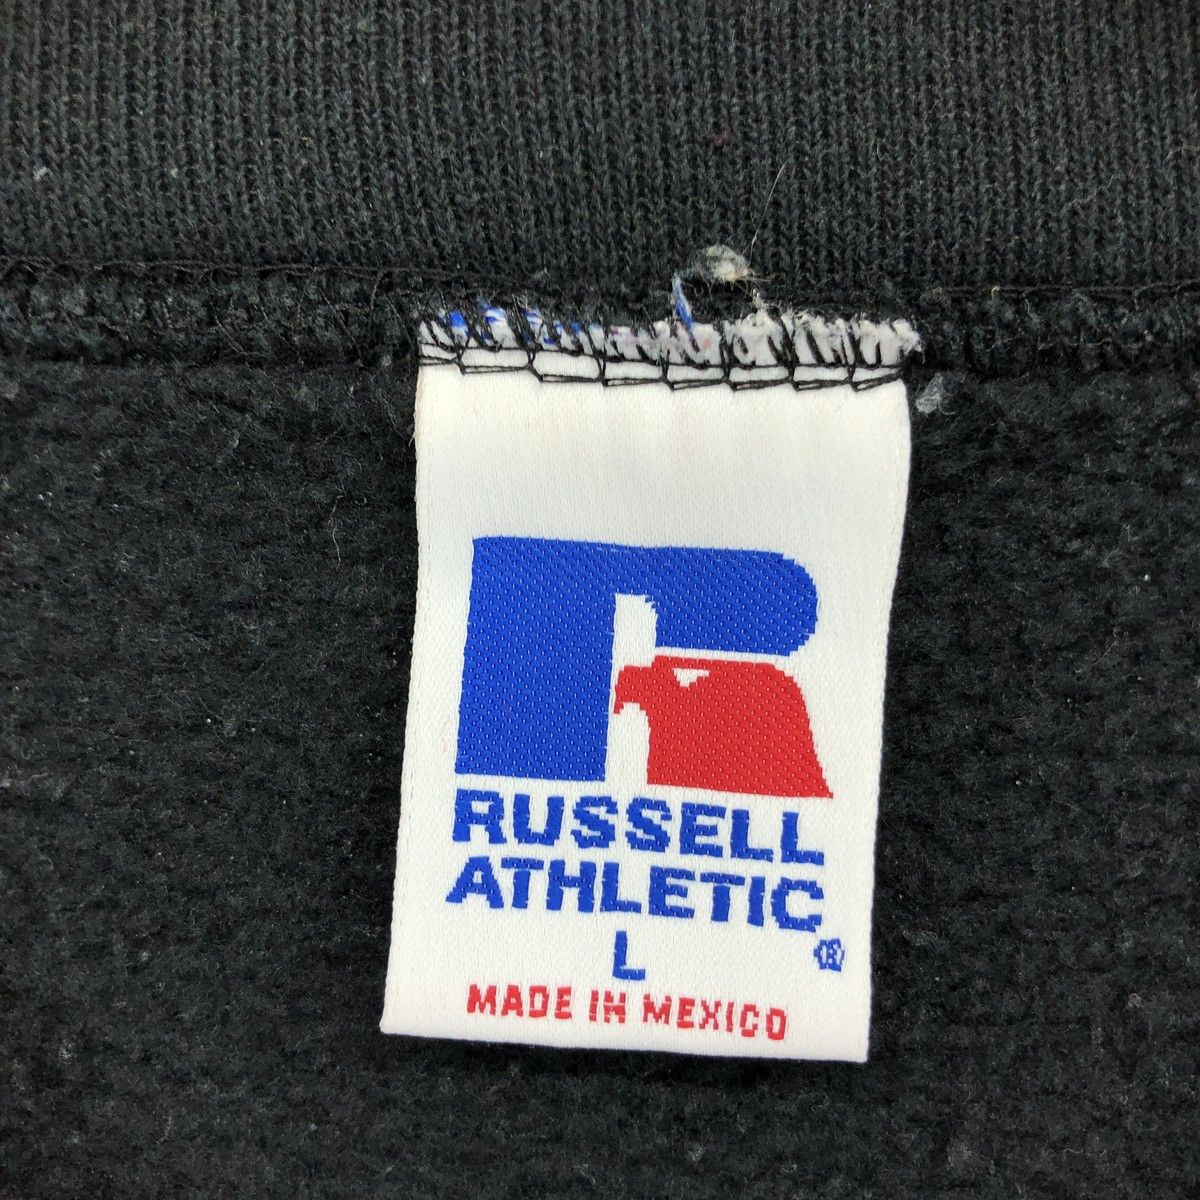 RUSSELL
ATHLETIC
®
L
MADE IN MEXICO